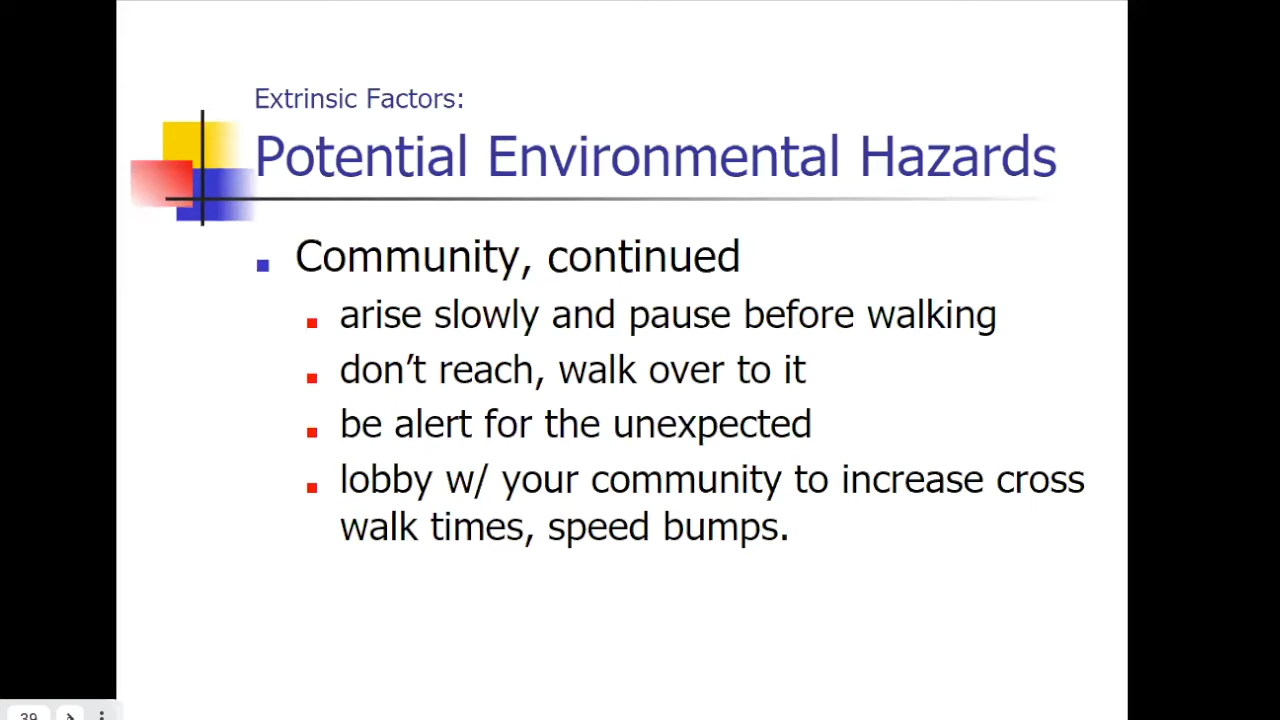 Extrinsic Factors:
Potential Environmental Hazards
Community, continued
arise slowly and pause before walking
don’t reach, walk over to it
be alert for the unexpected
lobby w/ your community to increase cross
walk times, speed bumps.
39